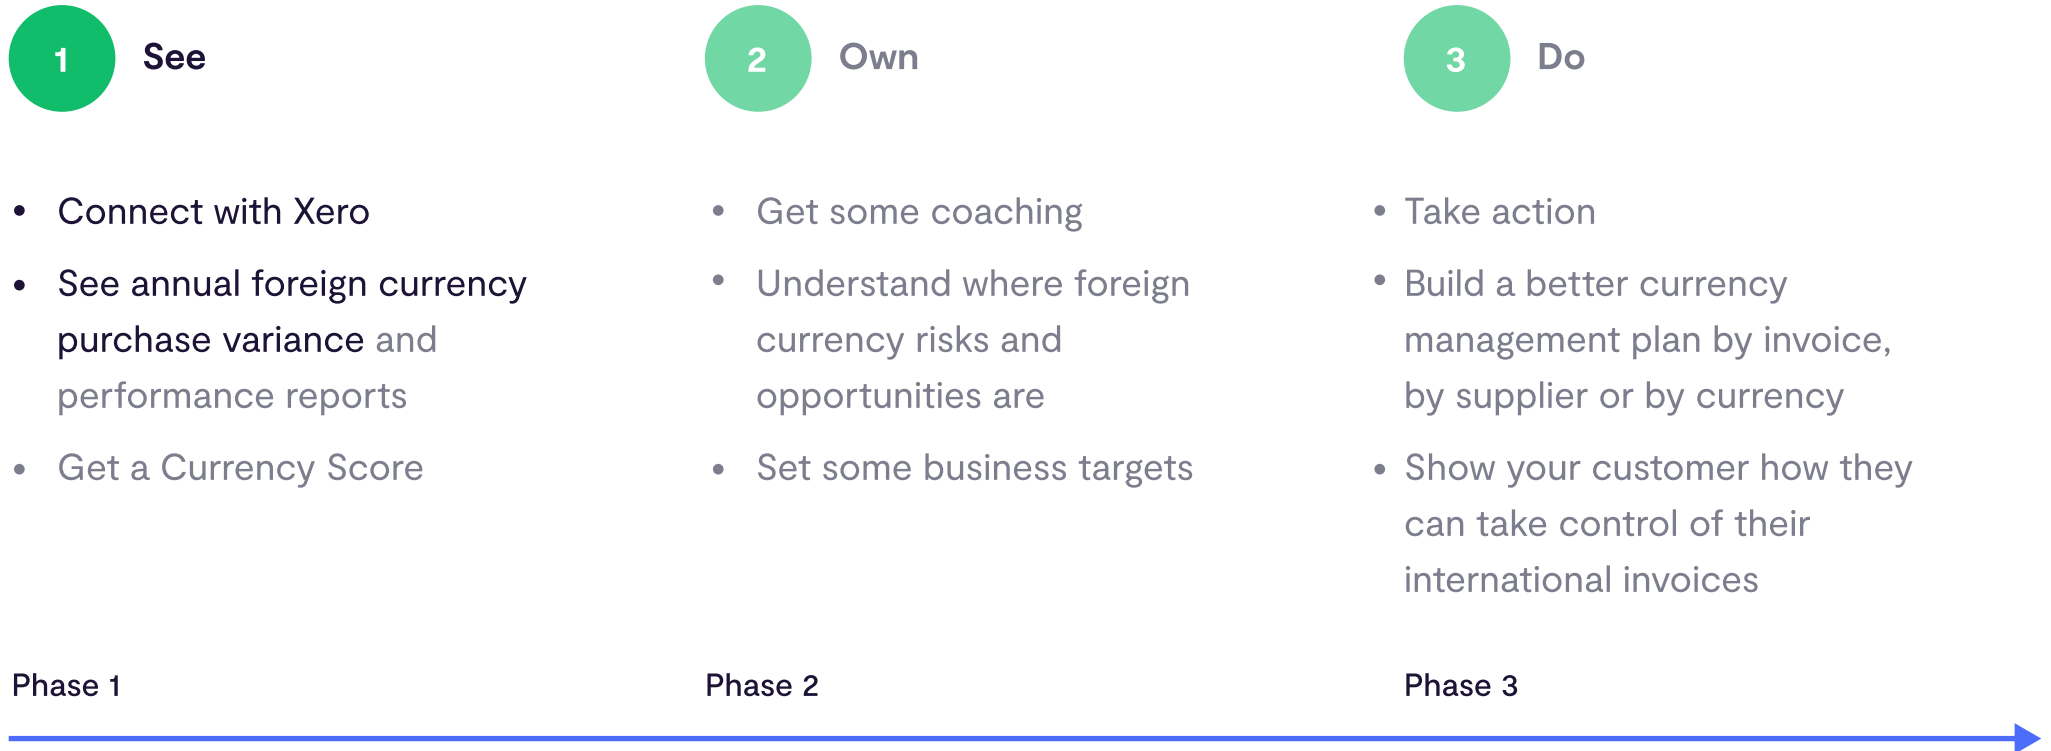 1 See
• Connect with Xero
• See annual foreign currency
purchase variance and
performance reports
• Get a Currency Score
Phase 1
2 Own
• Get some coaching
• Understand where foreign
currency risks and
opportunities are
• Set some business targets
Phase 2
3 Do
• Take action
• Build a better currency
management plan by invoice,
by supplier or by currency
• Show your customer how they
can take control of their
international invoices
Phase 3